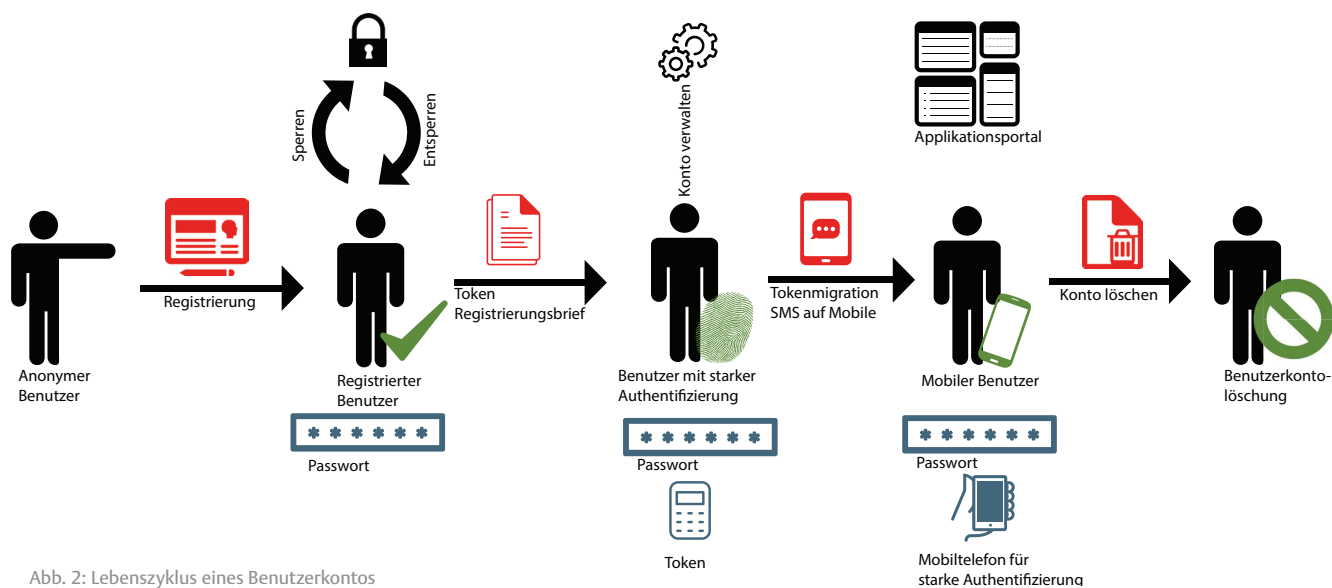 Sperren
Entsperren
Konto verwalten
Applikationsportal
Registrierung
Token
Registrierungsbrief
Tokenmigration
SMS auf Mobile
Konto löschen
Anonymer
Benutzer
Registrierter
Benutzer
Benutzer mit starker
Authentifizierung
Mobiler Benutzer
Benutzerkonto-
löschung
* * * * * *
* * * * * *
* * * * * *
Passwort
Passwort
Passwort
Token
Mobiltelefon für
starke Authentifizierung
Abb. 2: Lebenszyklus eines Benutzerkontos